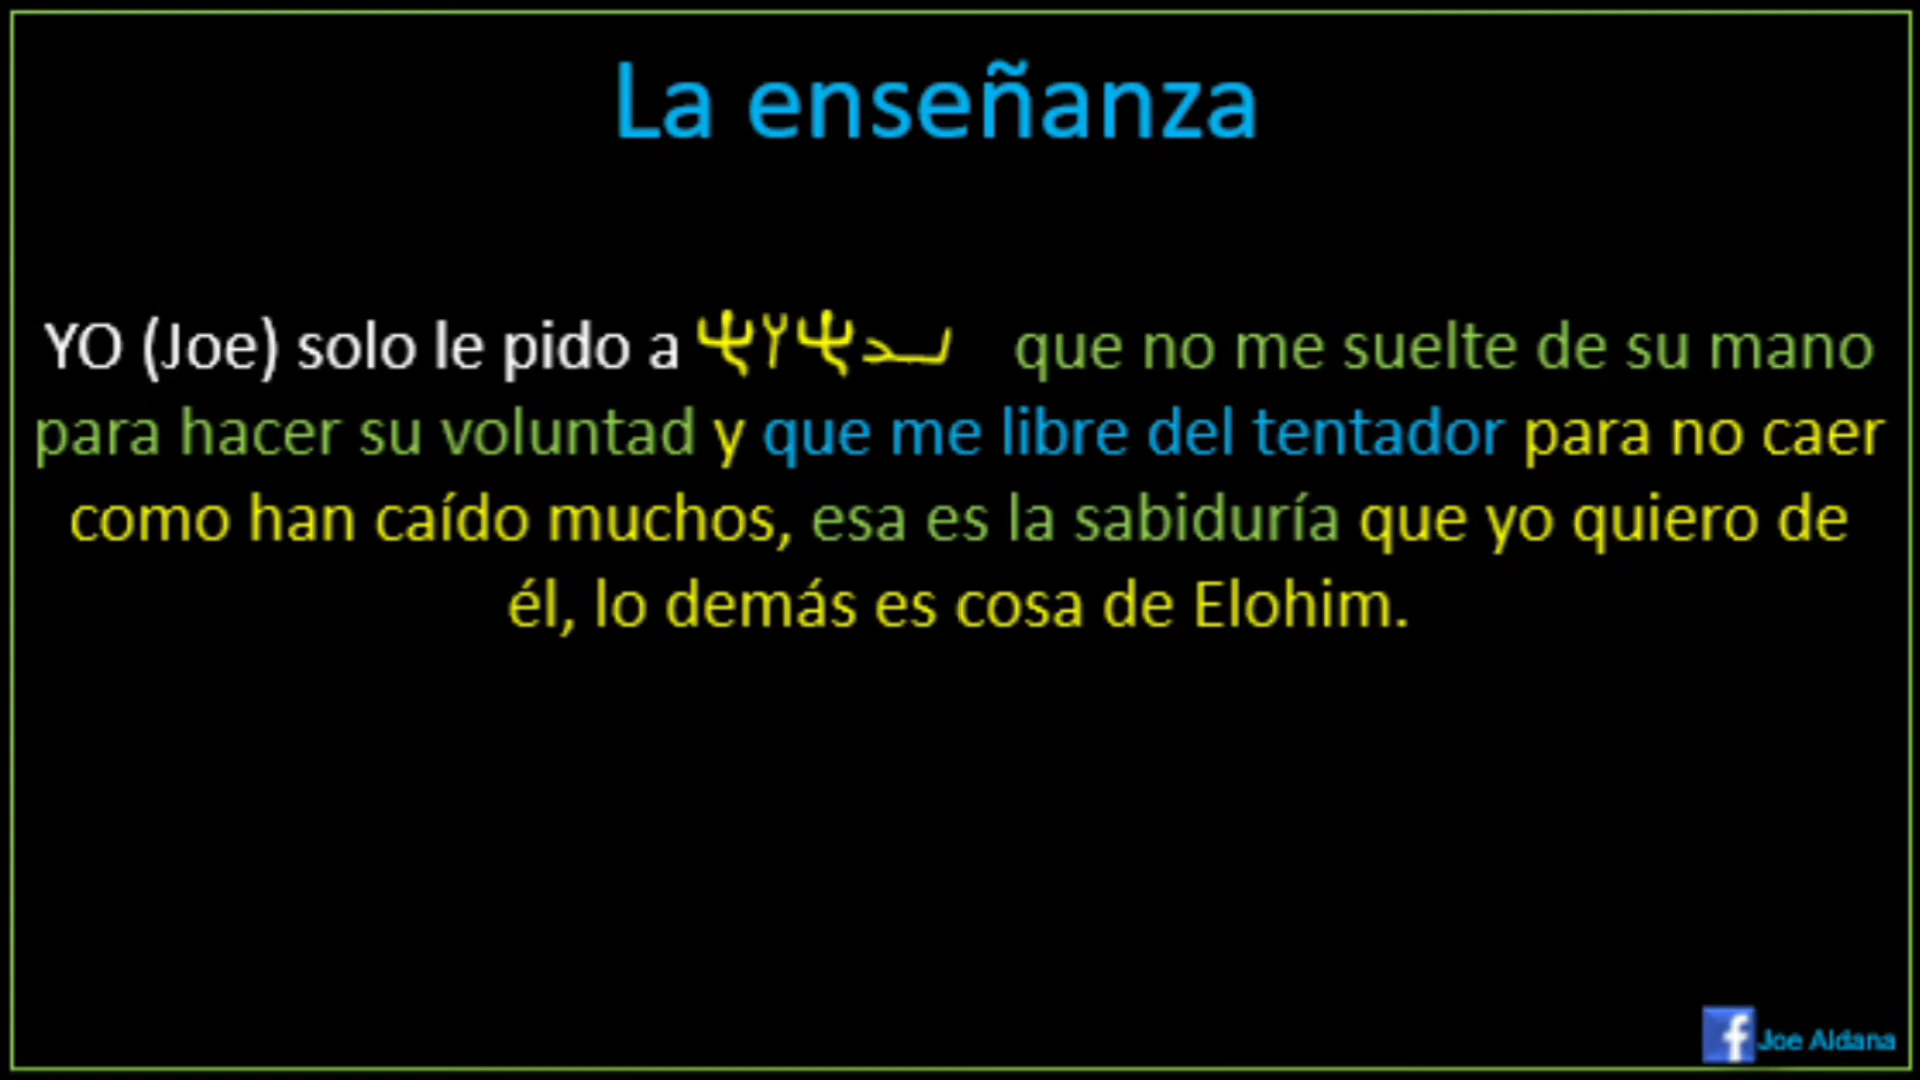 La enseñanza
YO (Joe) solo le pido a que no me suelte de su mano
para hacer su voluntad y que me libre del tentador para no caer
como han caído muchos, esa es la sabiduría que yo quiero de
él, lo demás es cosa de Elohim.
Joe Aldana